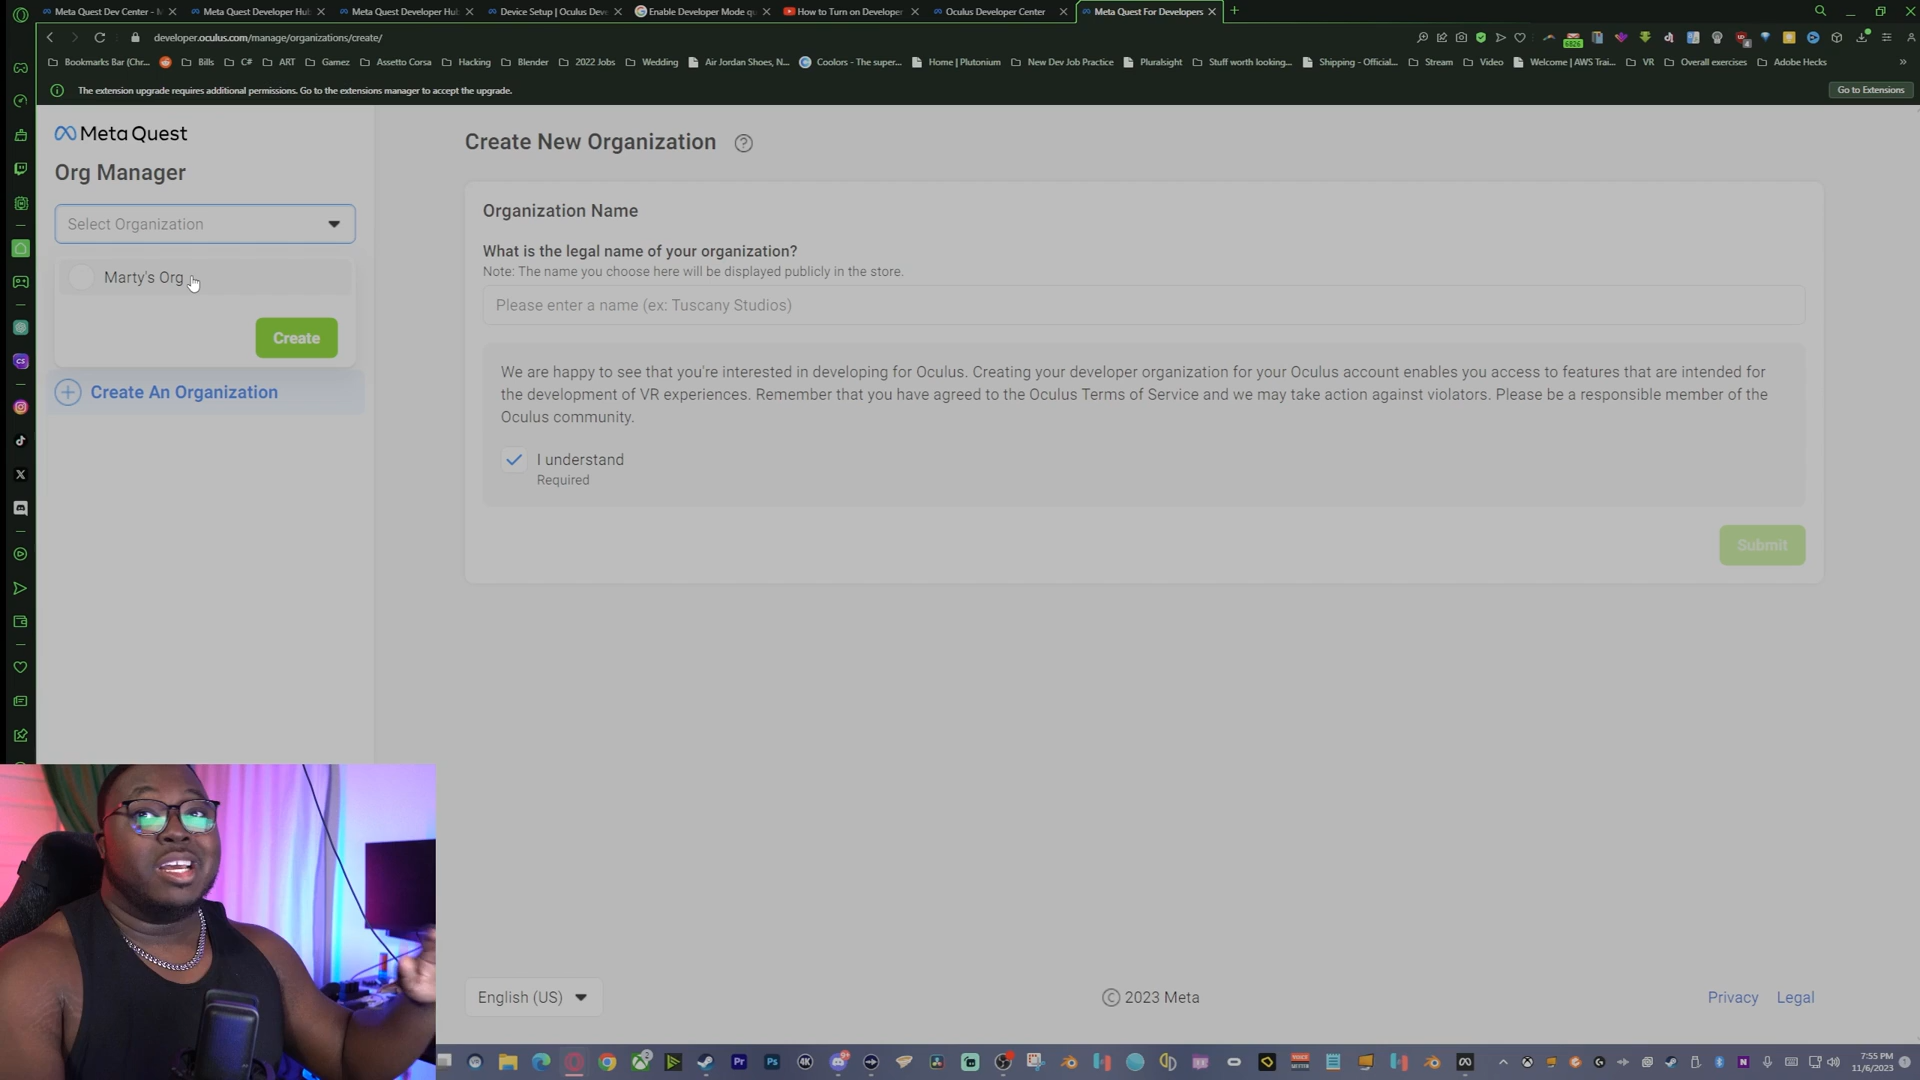 Meta Quest Dev Center - M
Meta Quest Developer Hub
Meta Quest Developer Hub
Device Setup | Oculus Deve
Enable Developer Mode qu
How to Turn on Developer
Oculus Developer Center
Meta Quest For Developers
developer.oculus.com/manage/organizations/create/
6826
Bookmarks Bar (Chr...
Bills
C#
ART
Gamez
Assetto Corsa
Hacking
Blender
2022 Jobs
Wedding
Air Jordan Shoes, N...
Coolors - The super...
Home | Plutonium
New Dev Job Practice
Pluralsight
Stuff worth looking...
Shipping - Official...
Stream
Video
Welcome | AWS Trai...
VR
Overall exercises
Adobe Hecks
The extension upgrade requires additional permissions. Go to the extensions manager to accept the upgrade.
Go to Extensions
Meta Quest
Org Manager
Select Organization
Marty's Org
Create
Create An Organization
Create New Organization
Organization Name
What is the legal name of your organization?
Note: The name you choose here will be displayed publicly in the store.
Please enter a name (ex: Tuscany Studios)
We are happy to see that you're interested in developing for Oculus. Creating your developer organization for your Oculus account enables you access to features that are intended for
the development of VR experiences. Remember that you have agreed to the Oculus Terms of Service and we may take action against violators. Please be a responsible member of the
Oculus community.
I understand
Required
Submit
English (US)
© 2023 Meta
Privacy
Legal
CS
Pr
Ps
4K
7:55 PM
11/6/2023